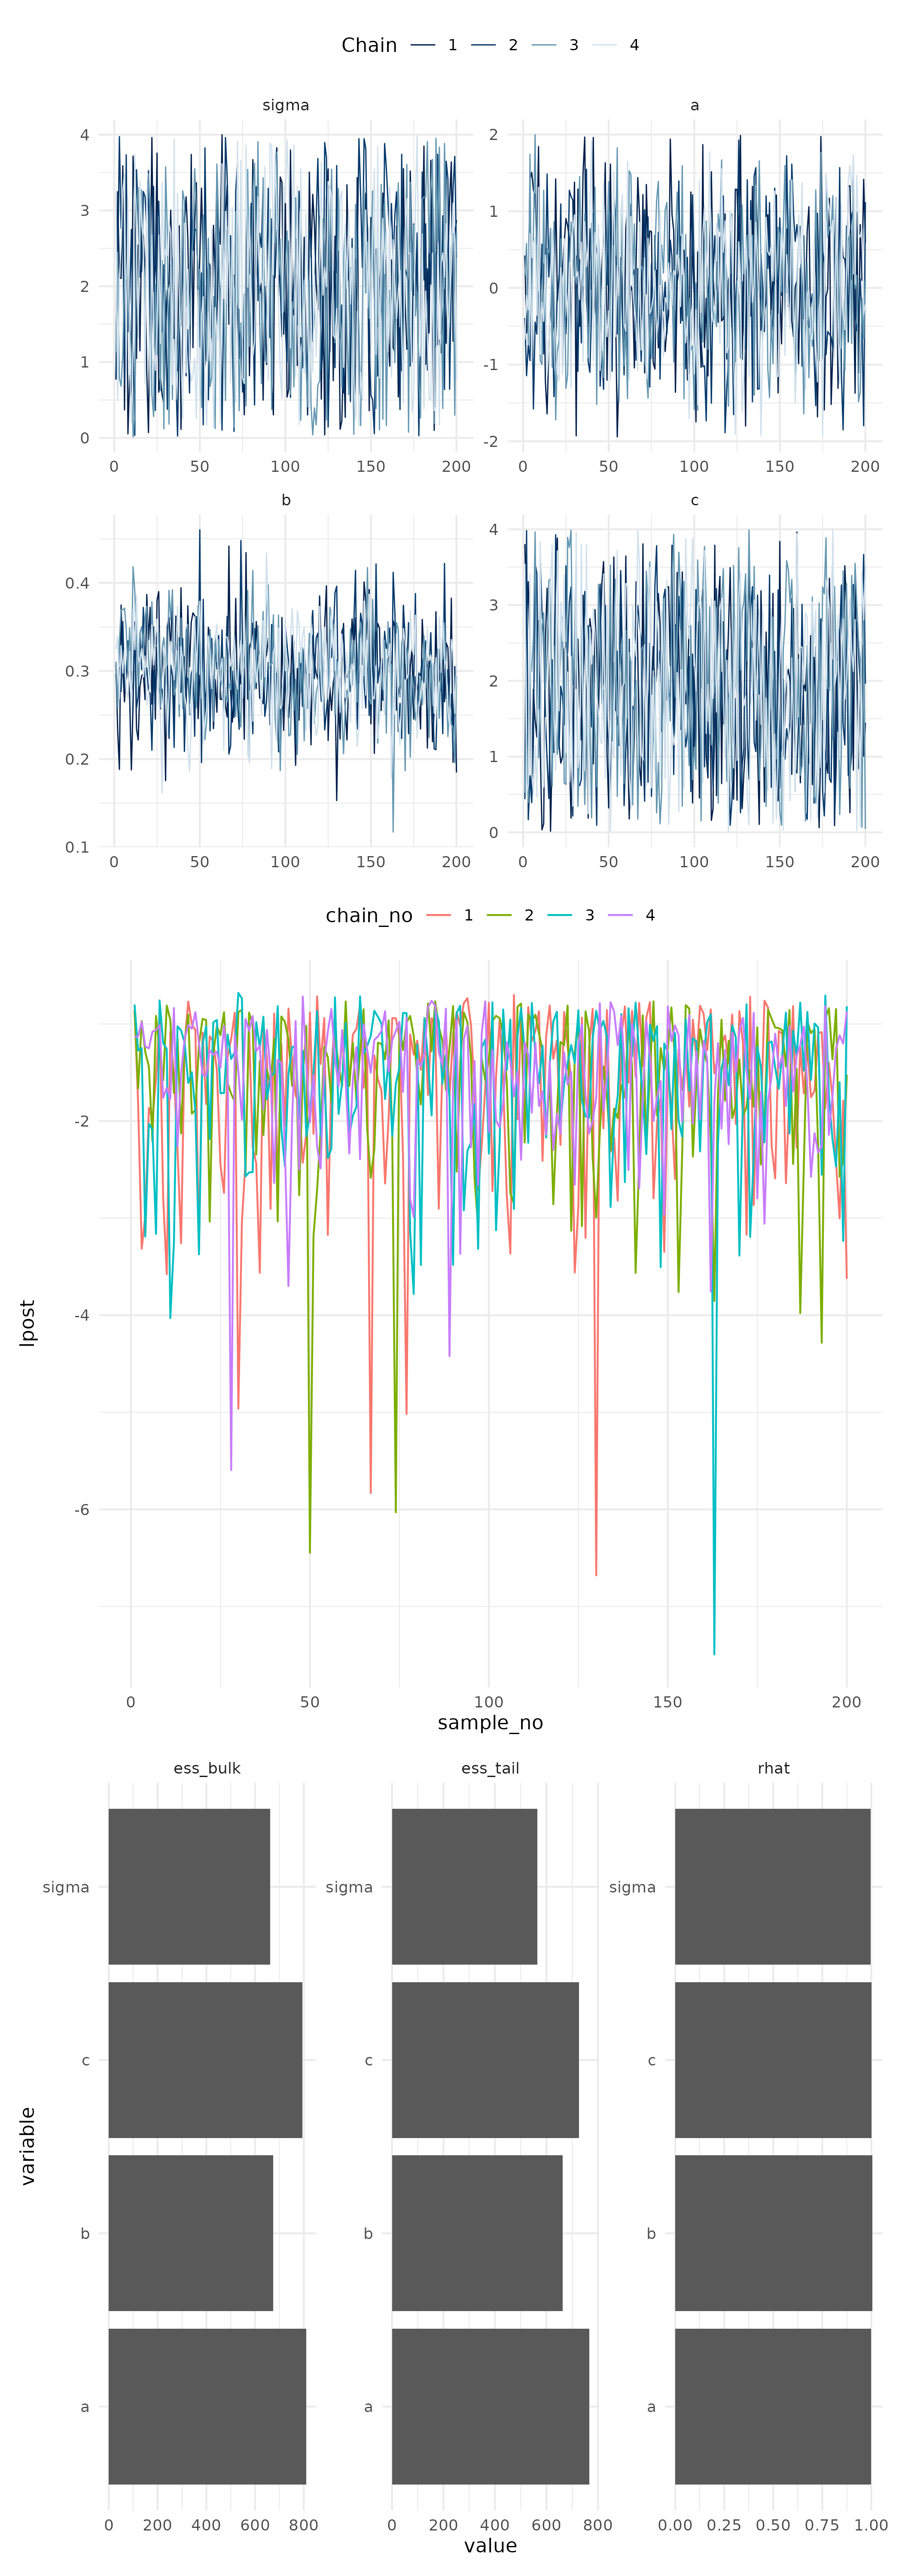 Chain 1 2 3 4
sigma a
4
3
2
1
0
2
1
0
-1
-2
0 50 100 150 200 0 50 100 150 200
b c
0.4
0.3
0.2
0.1
4
3
2
1
0
0 50 100 150 200 0 50 100 150 200
chain_no 1 2 3 4
lpost
-2
-4
-6
0 50 100 150 200
sample_no
ess_bulk ess_tail rhat
variable
sigma sigma sigma
c c c
b b b
a a a
0 200 400 600 800 0 200 400 600 800 0.00 0.25 0.50 0.75 1.00
value